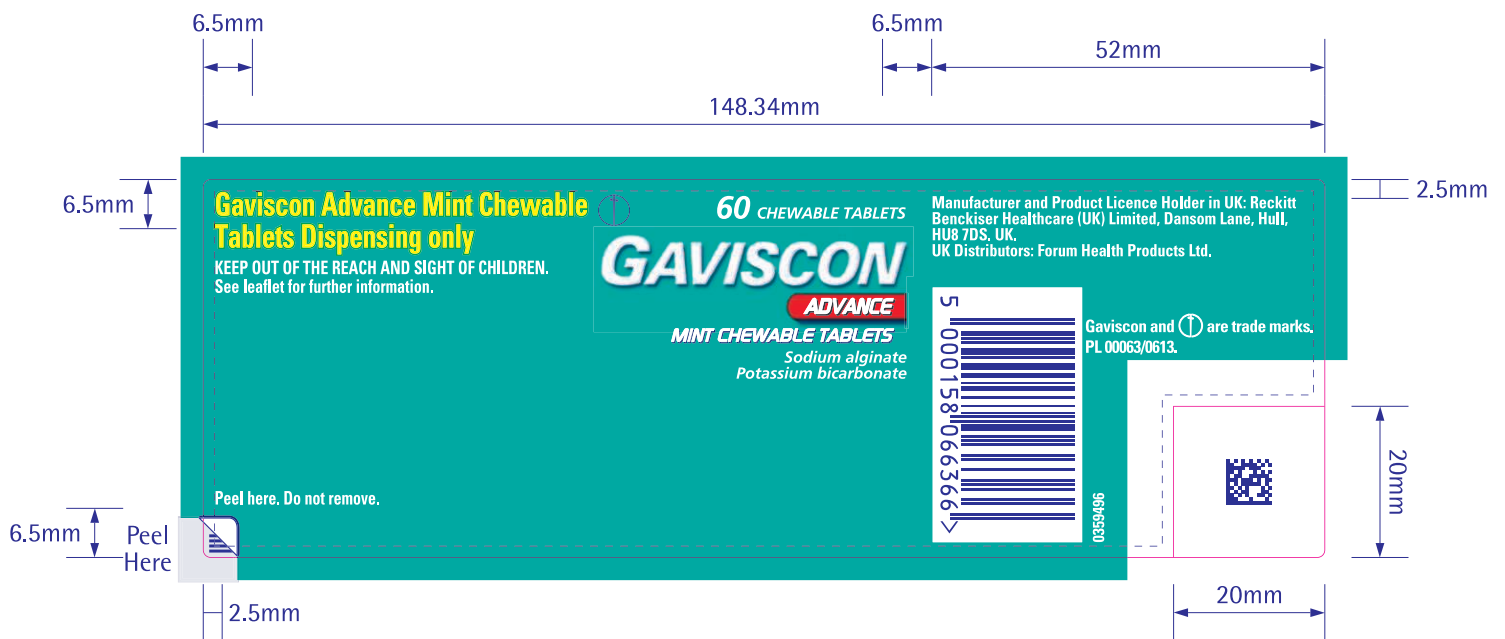 6.5mm
6.5mm
52mm
148.34mm
6.5mm
2.5mm
Gaviscon Advance Mint Chewable
Tablets Dispensing only
KEEP OUT OF THE REACH AND SIGHT OF CHILDREN.
See leaflet for further information.
Peel here. Do not remove.
60 CHEWABLE TABLETS
GAVISCON
ADVANCE
MINT CHEWABLE TABLETS
Sodium alginate
Potassium bicarbonate
Manufacturer and Product Licence Holder in UK: Reckitt
Benckiser Healthcare (UK) Limited, Dansom Lane, Hull,
HU8 7DS, UK.
UK Distributors: Forum Health Products Ltd.
5 000158 066366 >
0359496
Gaviscon and are trade marks.
PL 00063/0613.
20mm
6.5mm
Peel
Here
2.5mm
20mm